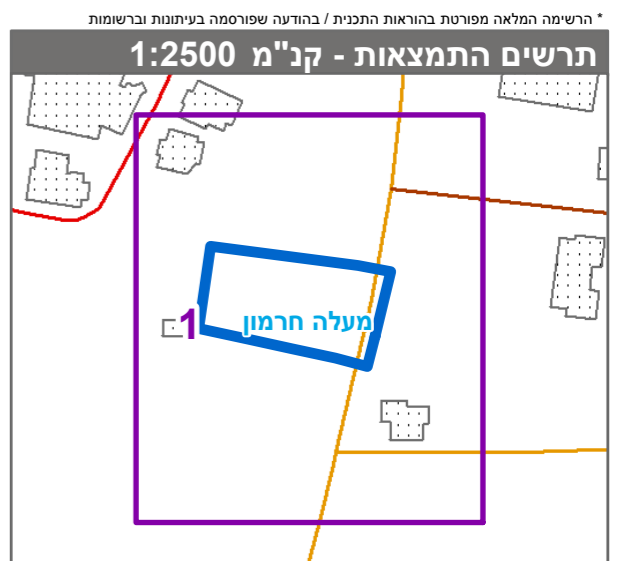 * הרשימה המלאה מפורטת בהוראות התכנית / בהודעה שפורסמה בעיתונות וברשומות
תרשים התמצאות - קנ"מ 1:2500
מעלה חרמון
1